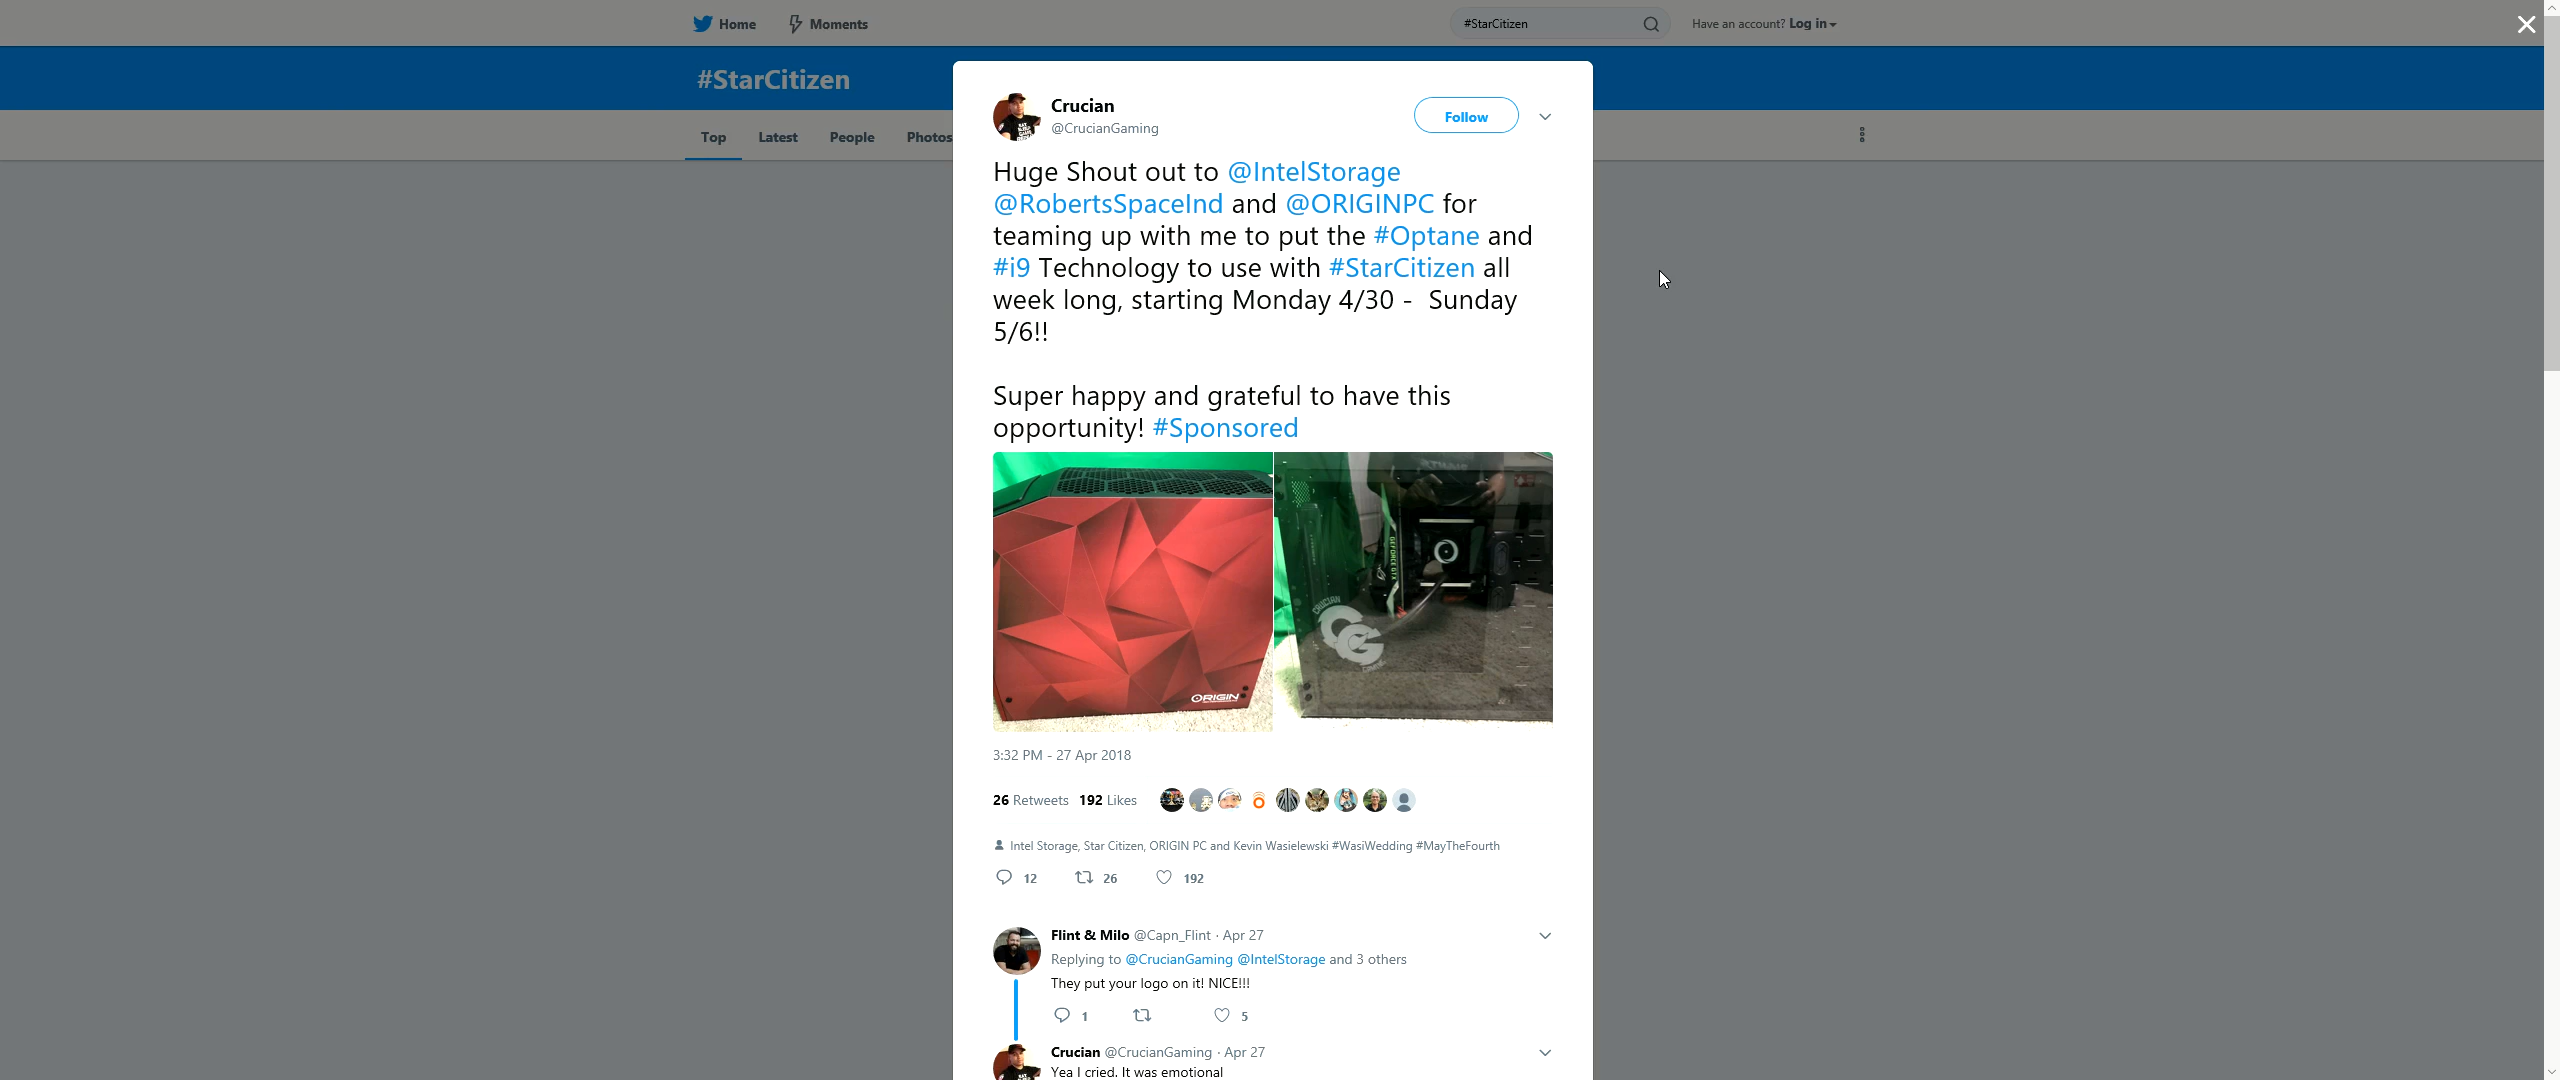 Home
Moments
#StarCitizen
Have an account? Log in
#StarCitizen
Top
Latest
People
Photos
Crucian
@CrucianGaming
Follow
Huge Shout out to @IntelStorage
@RobertsSpaceInd and @ORIGINPC for
teaming up with me to put the #Optane and
#i9 Technology to use with #StarCitizen all
week long, starting Monday 4/30 -  Sunday
5/6!!
Super happy and grateful to have this
opportunity! #Sponsored
ORIGIN
GEFORCE GTX
CRUCIAN
3:32 PM - 27 Apr 2018
26 Retweets 192 Likes
Intel Storage, Star Citizen, ORIGIN PC and Kevin Wasielewski #WasiWedding #MayTheFourth
12
26
192
Flint & Milo @Capn_Flint · Apr 27
Replying to @CrucianGaming @IntelStorage and 3 others
They put your logo on it! NICE!!!
1
5
Crucian @CrucianGaming · Apr 27
Yea I cried. It was emotional